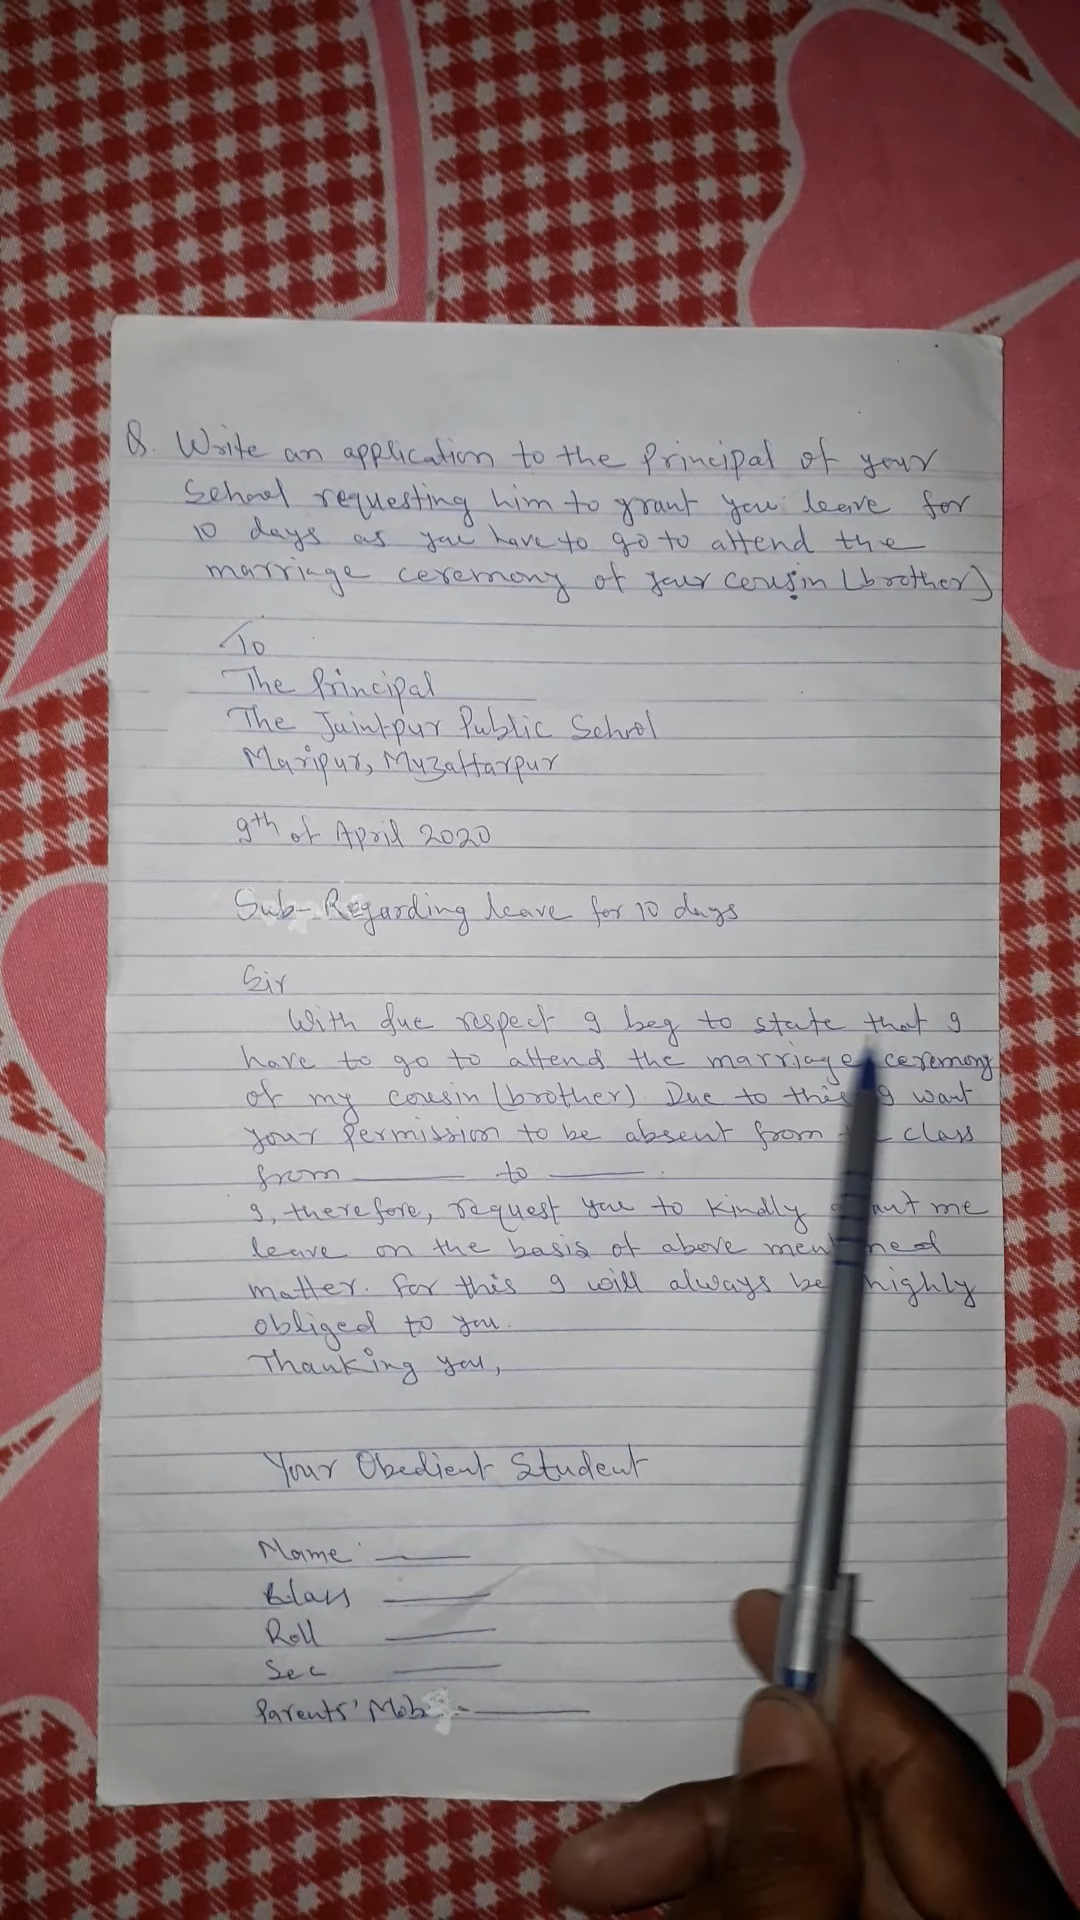 Q. Write an application to the Principal of your
School requesting him to grant you leave for
10 days as you have to go to attend the
marriage ceremony of your cousin (brother)
To
The Principal
The Jaintpur Public School
Maripur, Muzaffarpur
9th of April 2020
Sub- Regarding leave for 10 days
Sir
With due respect I beg to state that I
have to go to attend the marriage ceremony
of my cousin (brother). Due to this I want
your permission to be absent from class
from ——— to ——— .
I, therefore, request you to kindly me
leave on the basis of above
matter. For this I will always be highly
obliged to you.
Thanking you,
Your Obedient Student
Name ———
Class ———
Roll ———
Sec ———
Parents' Mob :- ———